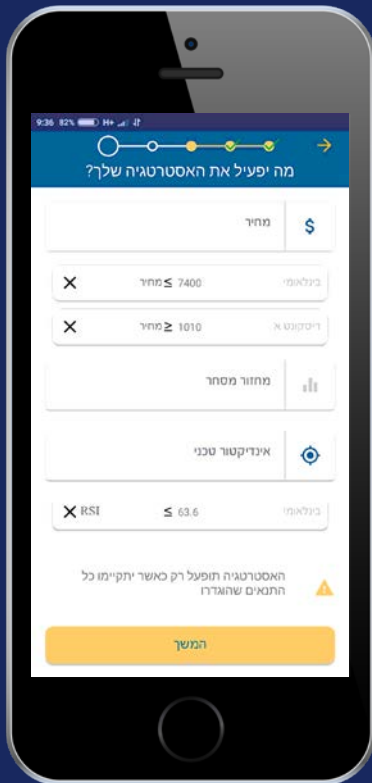 9:36 82% H+
מה יפעיל את האסטרטגיה שלך?
מחיר
בינלאומי 7400 ≥ מחיר
דיסקונט א 1010 ≤ מחיר
מחזור מסחר
אינדיקטור טכני
בינלאומי 63.6 ≥ RSI
האסטרטגיה תופעל רק כאשר יתקיימו כל
התנאים שהוגדרו
המשך